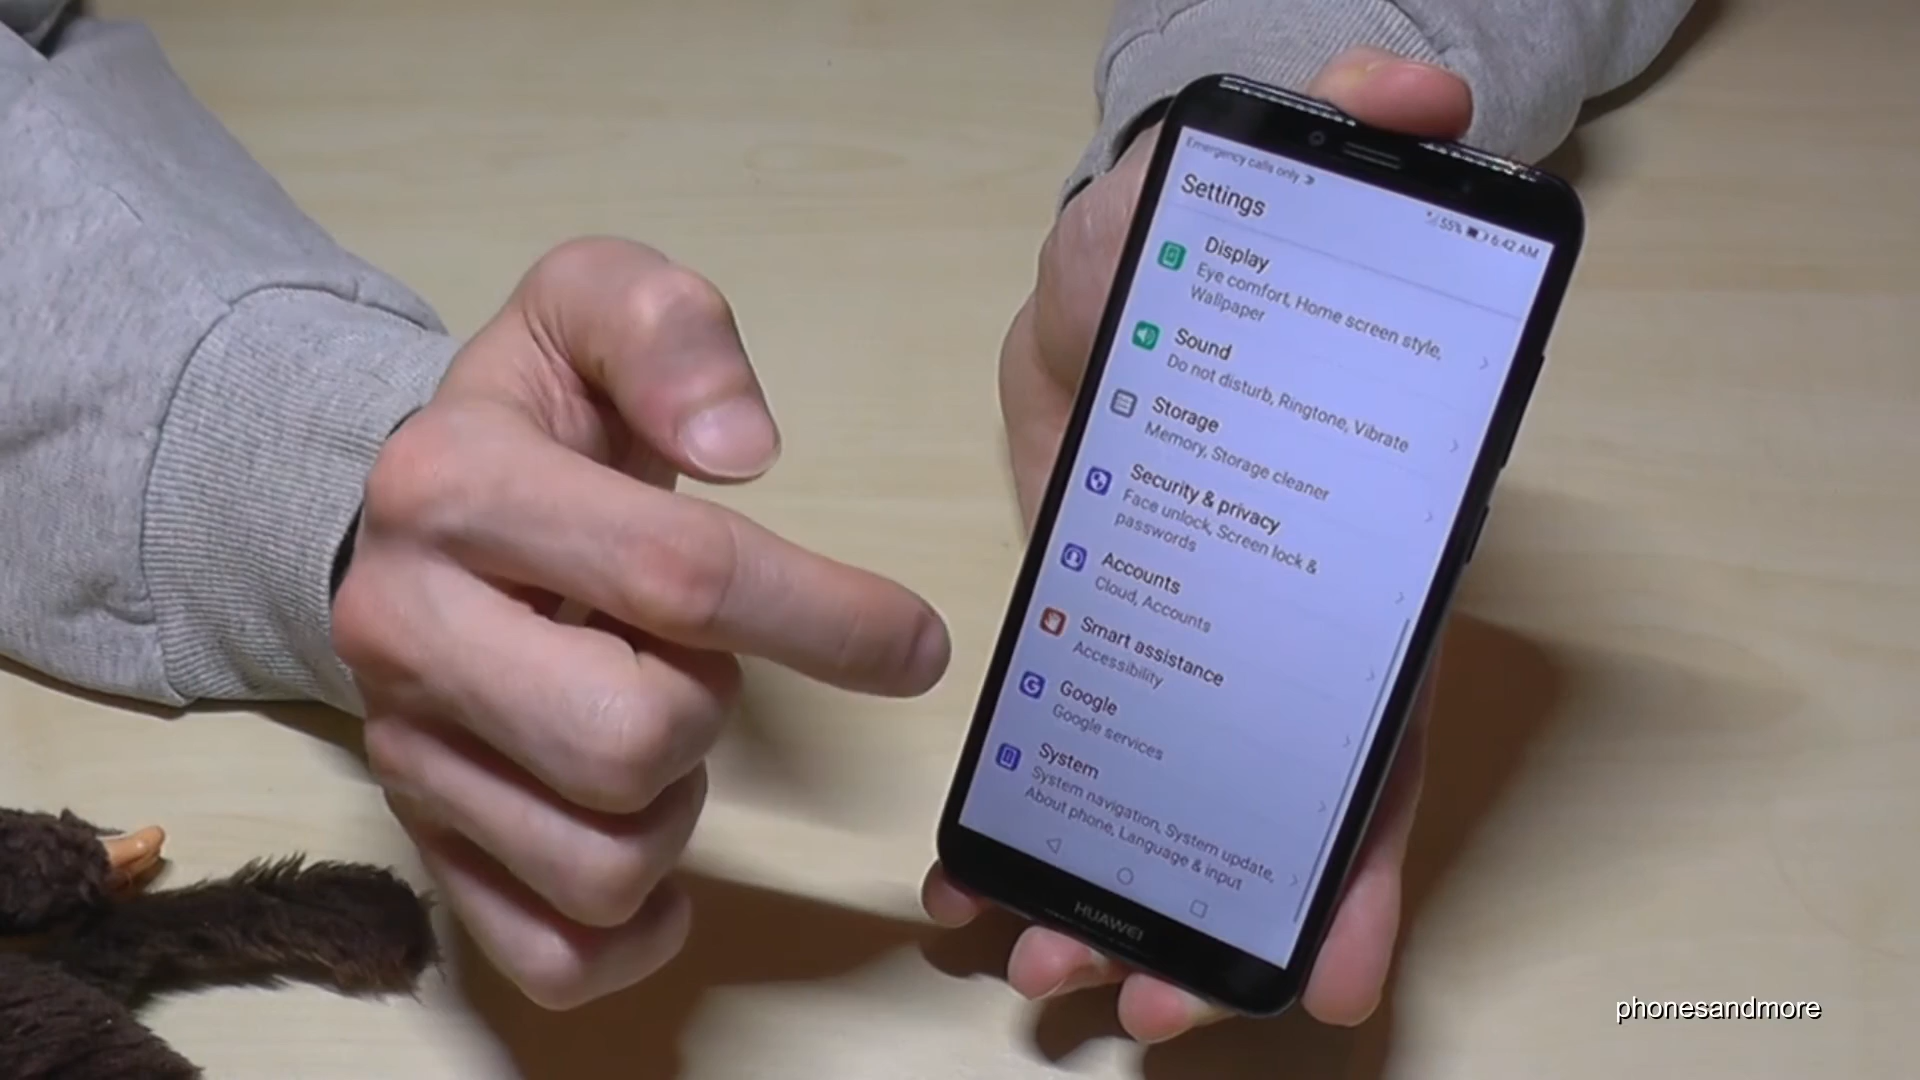 Emergency calls only
55% 6:42 AM
Settings
Display
Eye comfort, Home screen style,
Wallpaper
Sound
Do not disturb, Ringtone, Vibrate
Storage
Memory, Storage cleaner
Security & privacy
Face unlock, Screen lock &
passwords
Accounts
Cloud, Accounts
Smart assistance
Accessibility
Google
Google services
System
System navigation, System update,
About phone, Language & input
HUAWEI
phonesandmore